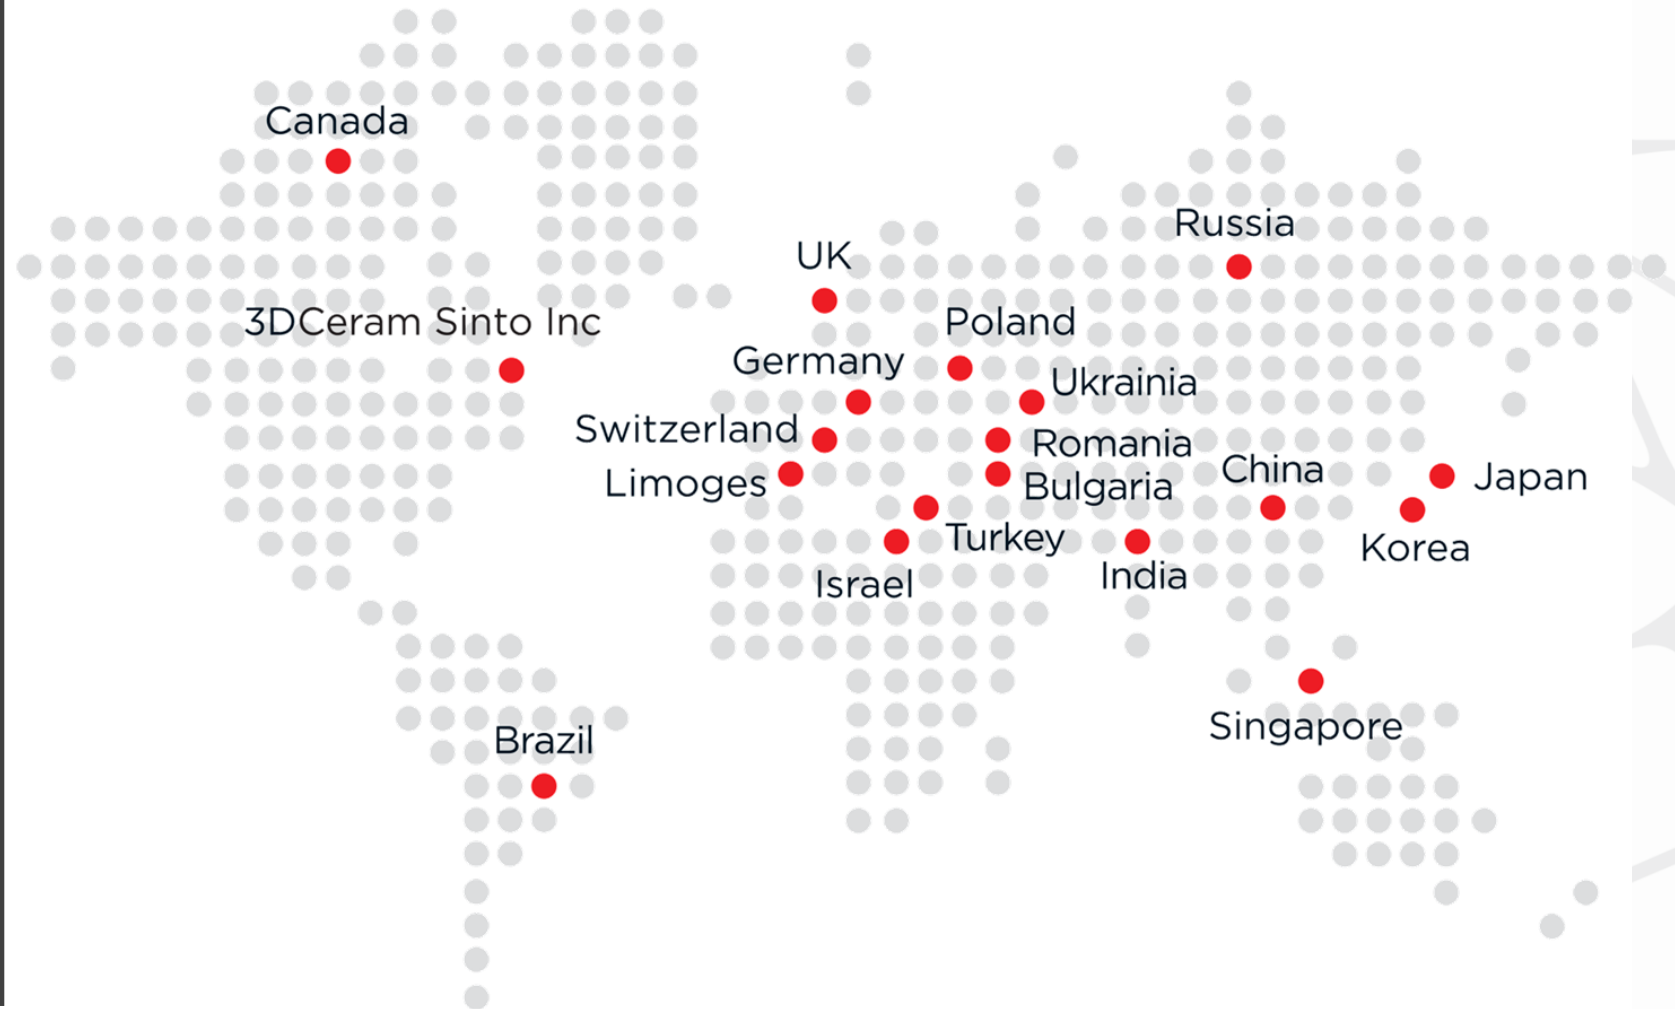 Canada
Russia
UK
3DCeram Sinto Inc
Poland
Germany
Ukrainia
Switzerland
Romania
China
Japan
Limoges
Bulgaria
Turkey
Korea
Israel
India
Singapore
Brazil